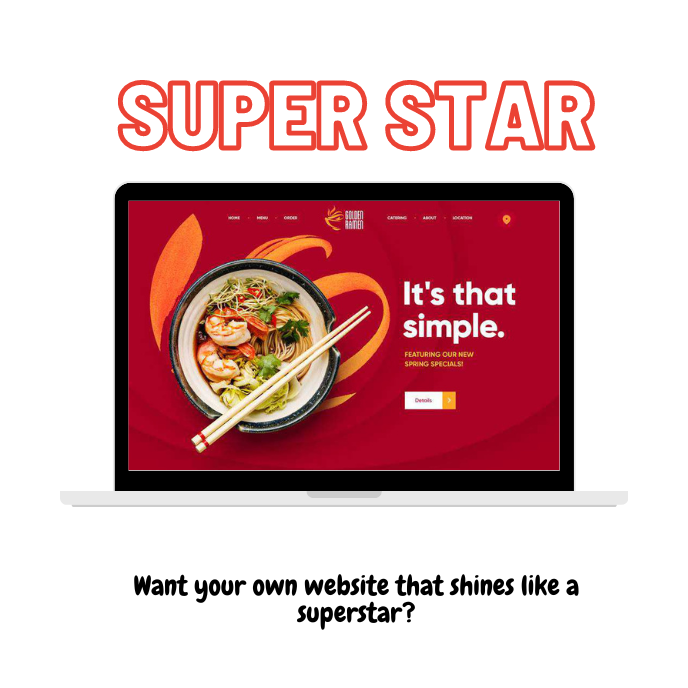 SUPER STAR
HOME
MENU
ORDER
GOLDEN
RAMEN
CATERING
ABOUT
LOCATION
It's that
simple.
FEATURING OUR NEW
SPRING SPECIALS!
Details
Want your own website that shines like a
superstar?